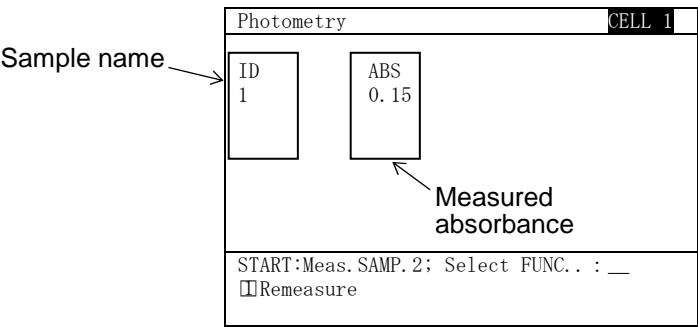 Photometry CELL 1
Sample name
ID ABS
1 0.15
Measured
absorbance
START:Meas.SAMP.2; Select FUNC.. :__
1 Remeasure